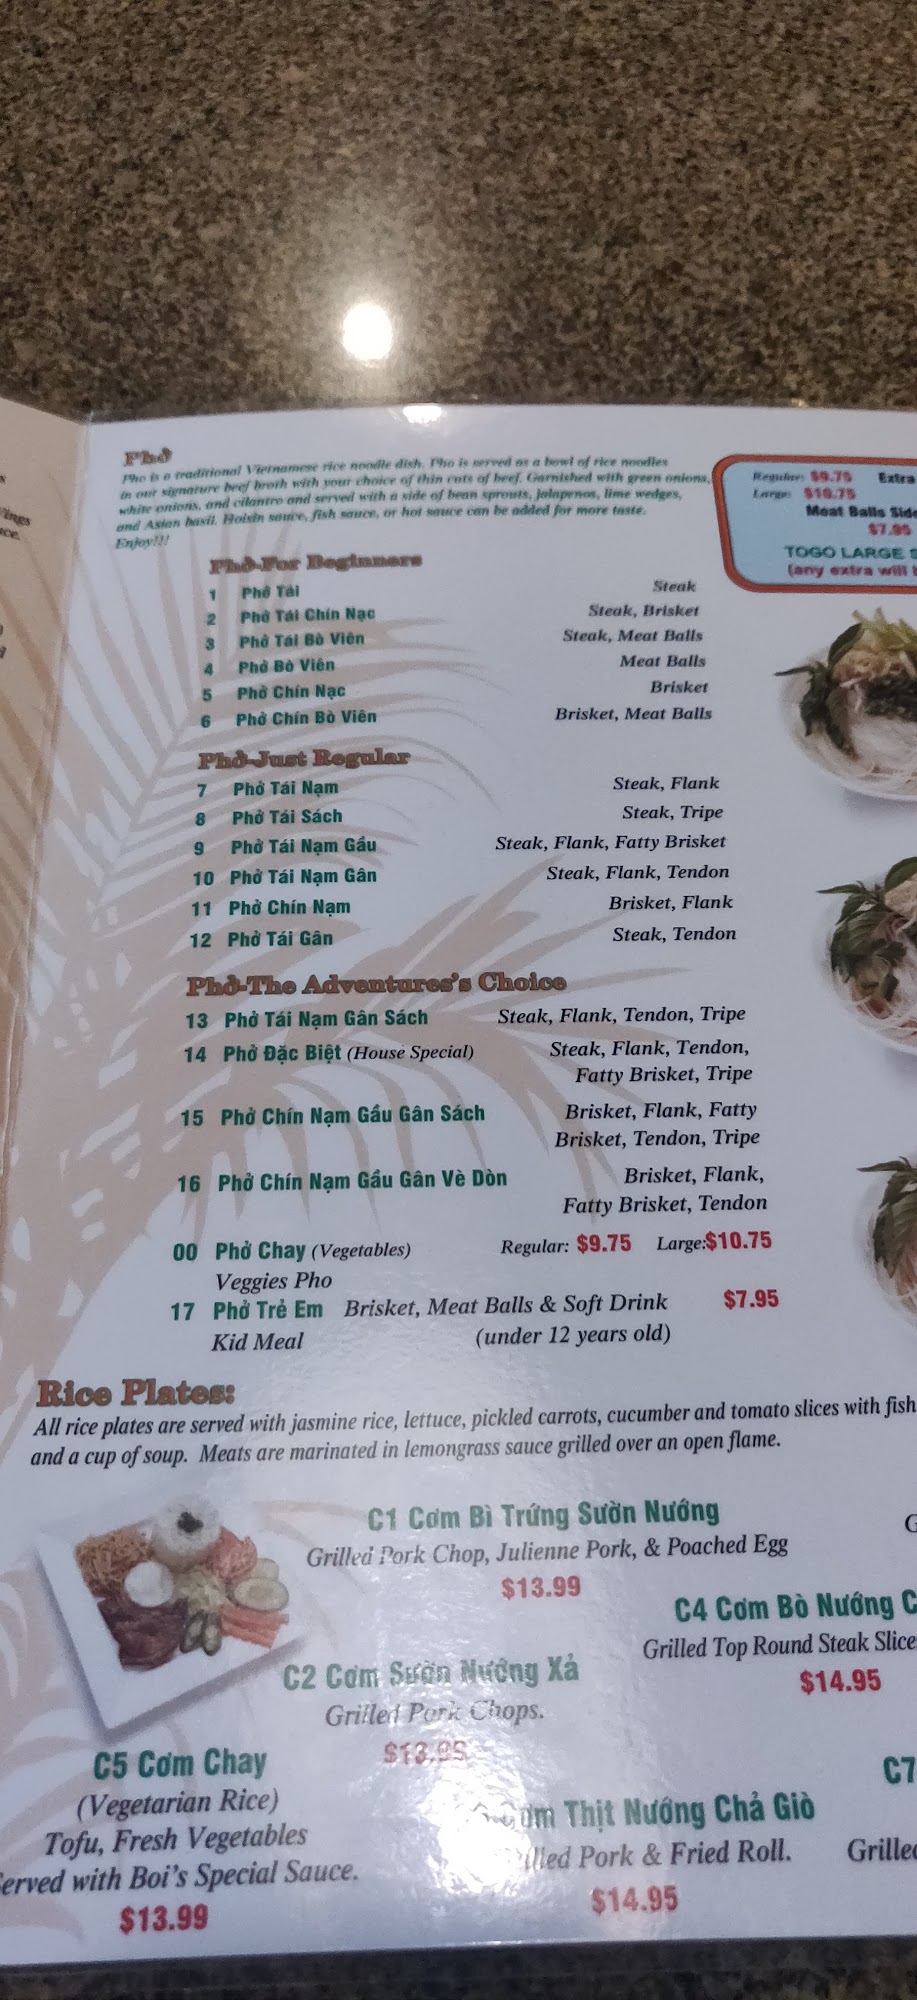 Phở
Pho is a traditional Vietnamese rice noodle dish. Pho is served as a bowl of rice noodles
in our signature beef broth with your choice of thin cuts of beef. Garnished with green onions,
white onions, and cilantro and served with a side of bean sprouts, jalapenos, lime wedges,
and Asian basil. Hoisin sauce, fish sauce, or hot sauce can be added for more taste.
Enjoy!!!
Regular: $9.75 Extra
Large: $10.75
Meat Balls Side
$7.95
TOGO LARGE
(any extra will
Phở-For Beginners
1 Phở Tái Steak
2 Phở Tái Chín Nạc Steak, Brisket
3 Phở Tái Bò Viên Steak, Meat Balls
4 Phở Bò Viên Meat Balls
5 Phở Chín Nạc Brisket
6 Phở Chín Bò Viên Brisket, Meat Balls
Phở-Just Regular
7 Phở Tái Nạm Steak, Flank
8 Phở Tái Sách Steak, Tripe
9 Phở Tái Nạm Gầu Steak, Flank, Fatty Brisket
10 Phở Tái Nạm Gân Steak, Flank, Tendon
11 Phở Chín Nạm Brisket, Flank
12 Phở Tái Gân Steak, Tendon
Phở-The Adventures's Choice
13 Phở Tái Nạm Gân Sách Steak, Flank, Tendon, Tripe
14 Phở Đặc Biệt (House Special) Steak, Flank, Tendon,
Fatty Brisket, Tripe
15 Phở Chín Nạm Gầu Gân Sách Brisket, Flank, Fatty
Brisket, Tendon, Tripe
16 Phở Chín Nạm Gầu Gân Vè Dòn Brisket, Flank,
Fatty Brisket, Tendon
00 Phở Chay (Vegetables) Regular: $9.75 Large:$10.75
Veggies Pho
17 Phở Trẻ Em Brisket, Meat Balls & Soft Drink $7.95
Kid Meal (under 12 years old)
Rice Plates:
All rice plates are served with jasmine rice, lettuce, pickled carrots, cucumber and tomato slices with fish
and a cup of soup. Meats are marinated in lemongrass sauce grilled over an open flame.
C1 Cơm Bì Trứng Sườn Nướng
Grilled Pork Chop, Julienne Pork, & Poached Egg
$13.99
C4 Cơm Bò Nướng
Grilled Top Round Steak
$14.95
C2 Cơm Sườn Nướng Xả
Grilled Pork Chops.
C5 Cơm Chay
(Vegetarian Rice)
Tofu, Fresh Vegetables
Served with Boi's Special Sauce.
$13.99
Cơm Thịt Nướng Chả Giò
Pork & Fried Roll.
$14.95
C7